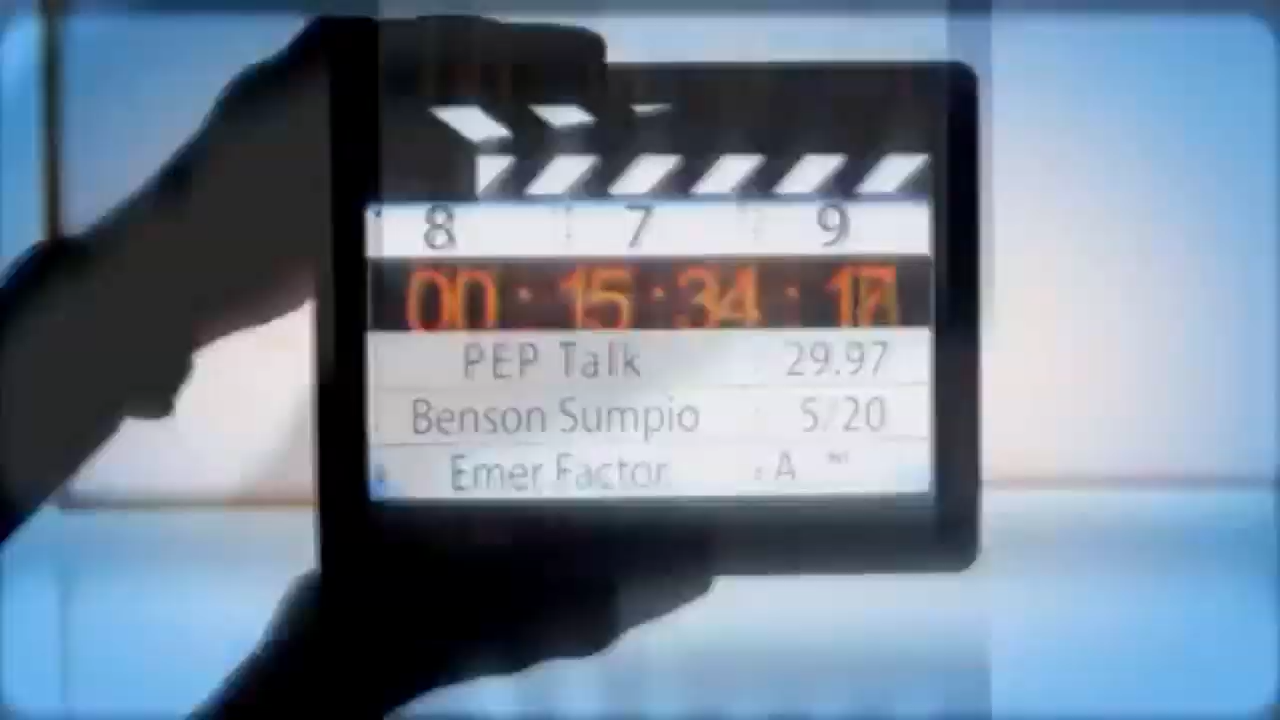 8 7 9
00:15:34:17
PEP Talk 29.97
Benson Sumpio 5/20
Emer Factor A